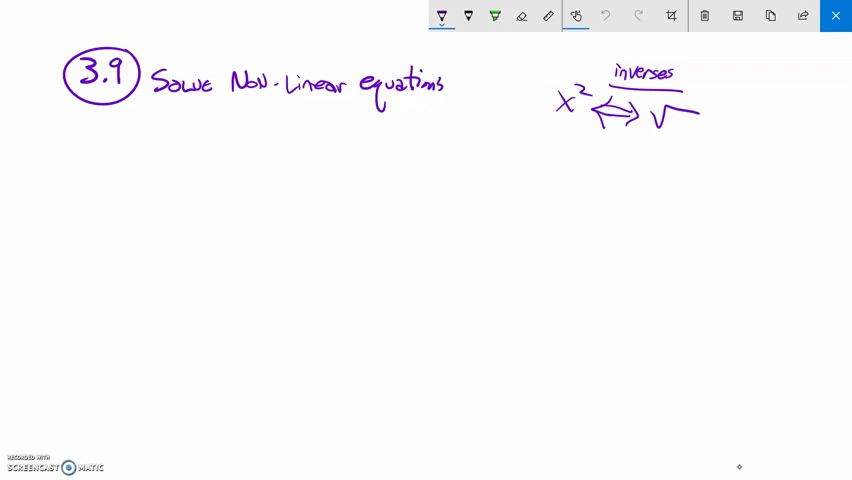 3.9 Solve Non-Linear equations
inverses
x² ⟺ √
RECORDED WITH
SCREENCAST MATIC